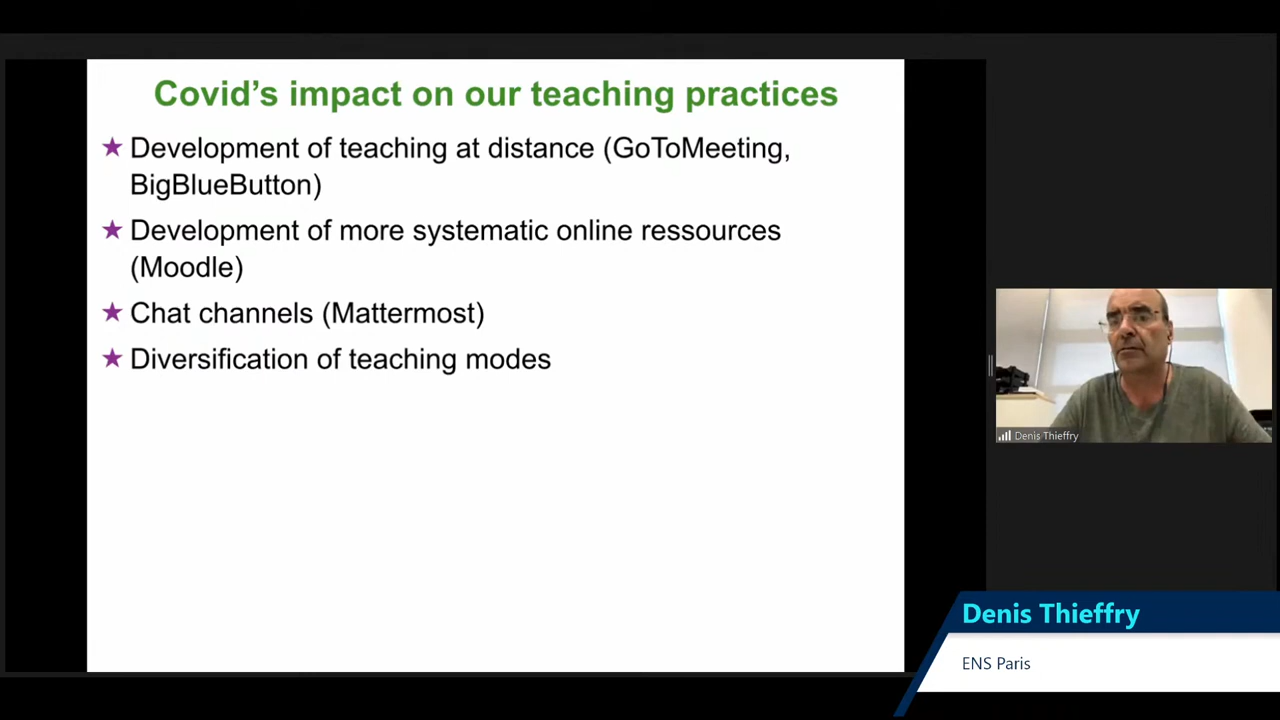 Covid’s impact on our teaching practices
★ Development of teaching at distance (GoToMeeting,
BigBlueButton)
★ Development of more systematic online ressources
(Moodle)
★ Chat channels (Mattermost)
★ Diversification of teaching modes
Denis Thieffry
Denis Thieffry
ENS Paris